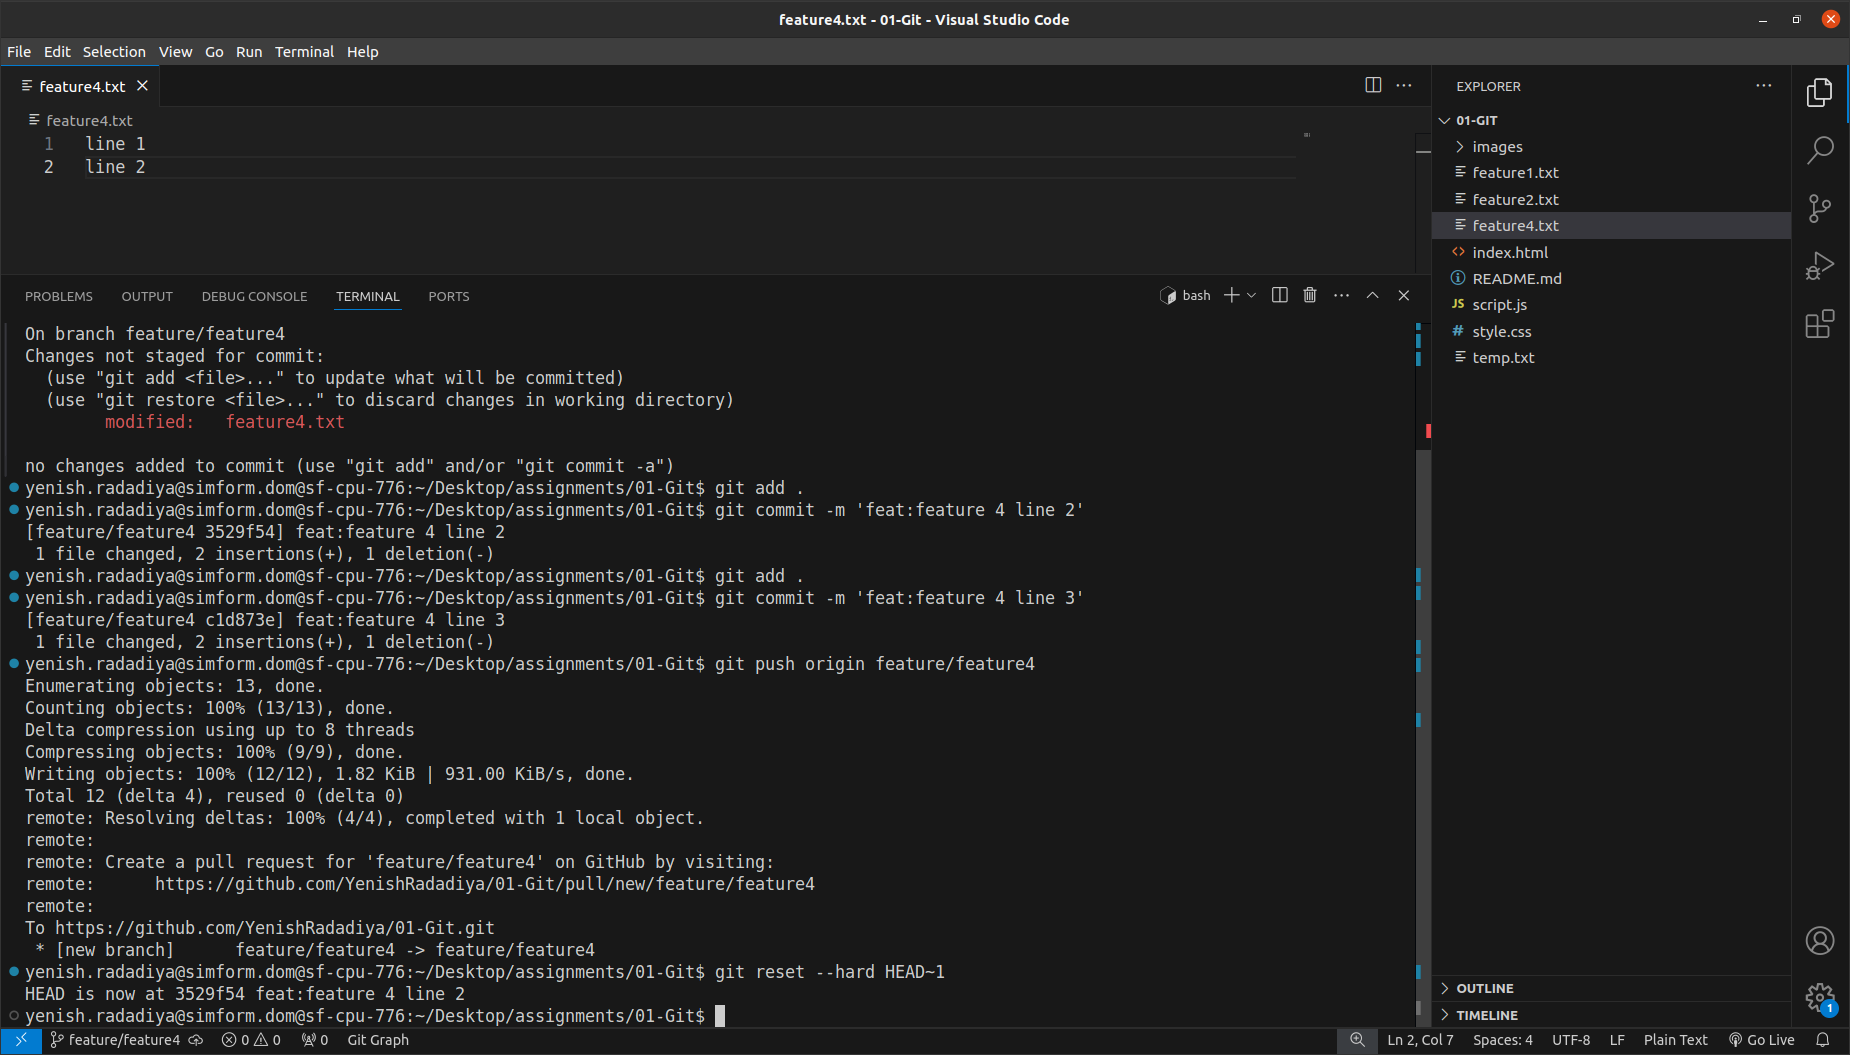 feature4.txt - 01-Git - Visual Studio Code
File Edit Selection View Go Run Terminal Help
feature4.txt
feature4.txt
1 line 1
2 line 2
PROBLEMS OUTPUT DEBUG CONSOLE TERMINAL PORTS
bash
On branch feature/feature4
Changes not staged for commit:
(use "git add <file>..." to update what will be committed)
(use "git restore <file>..." to discard changes in working directory)
modified: feature4.txt
no changes added to commit (use "git add" and/or "git commit -a")
yenish.radadiya@simform.dom@sf-cpu-776:~/Desktop/assignments/01-Git$ git add .
yenish.radadiya@simform.dom@sf-cpu-776:~/Desktop/assignments/01-Git$ git commit -m 'feat:feature 4 line 2'
[feature/feature4 3529f54] feat:feature 4 line 2
1 file changed, 2 insertions(+), 1 deletion(-)
yenish.radadiya@simform.dom@sf-cpu-776:~/Desktop/assignments/01-Git$ git add .
yenish.radadiya@simform.dom@sf-cpu-776:~/Desktop/assignments/01-Git$ git commit -m 'feat:feature 4 line 3'
[feature/feature4 c1d873e] feat:feature 4 line 3
1 file changed, 2 insertions(+), 1 deletion(-)
yenish.radadiya@simform.dom@sf-cpu-776:~/Desktop/assignments/01-Git$ git push origin feature/feature4
Enumerating objects: 13, done.
Counting objects: 100% (13/13), done.
Delta compression using up to 8 threads
Compressing objects: 100% (9/9), done.
Writing objects: 100% (12/12), 1.82 KiB | 931.00 KiB/s, done.
Total 12 (delta 4), reused 0 (delta 0)
remote: Resolving deltas: 100% (4/4), completed with 1 local object.
remote:
remote: Create a pull request for 'feature/feature4' on GitHub by visiting:
remote: https://github.com/YenishRadadiya/01-Git/pull/new/feature/feature4
remote:
To https://github.com/YenishRadadiya/01-Git.git
* [new branch] feature/feature4 -> feature/feature4
yenish.radadiya@simform.dom@sf-cpu-776:~/Desktop/assignments/01-Git$ git reset --hard HEAD~1
HEAD is now at 3529f54 feat:feature 4 line 2
yenish.radadiya@simform.dom@sf-cpu-776:~/Desktop/assignments/01-Git$
EXPLORER
01-GIT
images
feature1.txt
feature2.txt
feature4.txt
index.html
README.md
JS script.js
# style.css
temp.txt
OUTLINE
TIMELINE
1
feature/feature4 0 0 0 Git Graph Ln 2, Col 7 Spaces: 4 UTF-8 LF Plain Text Go Live